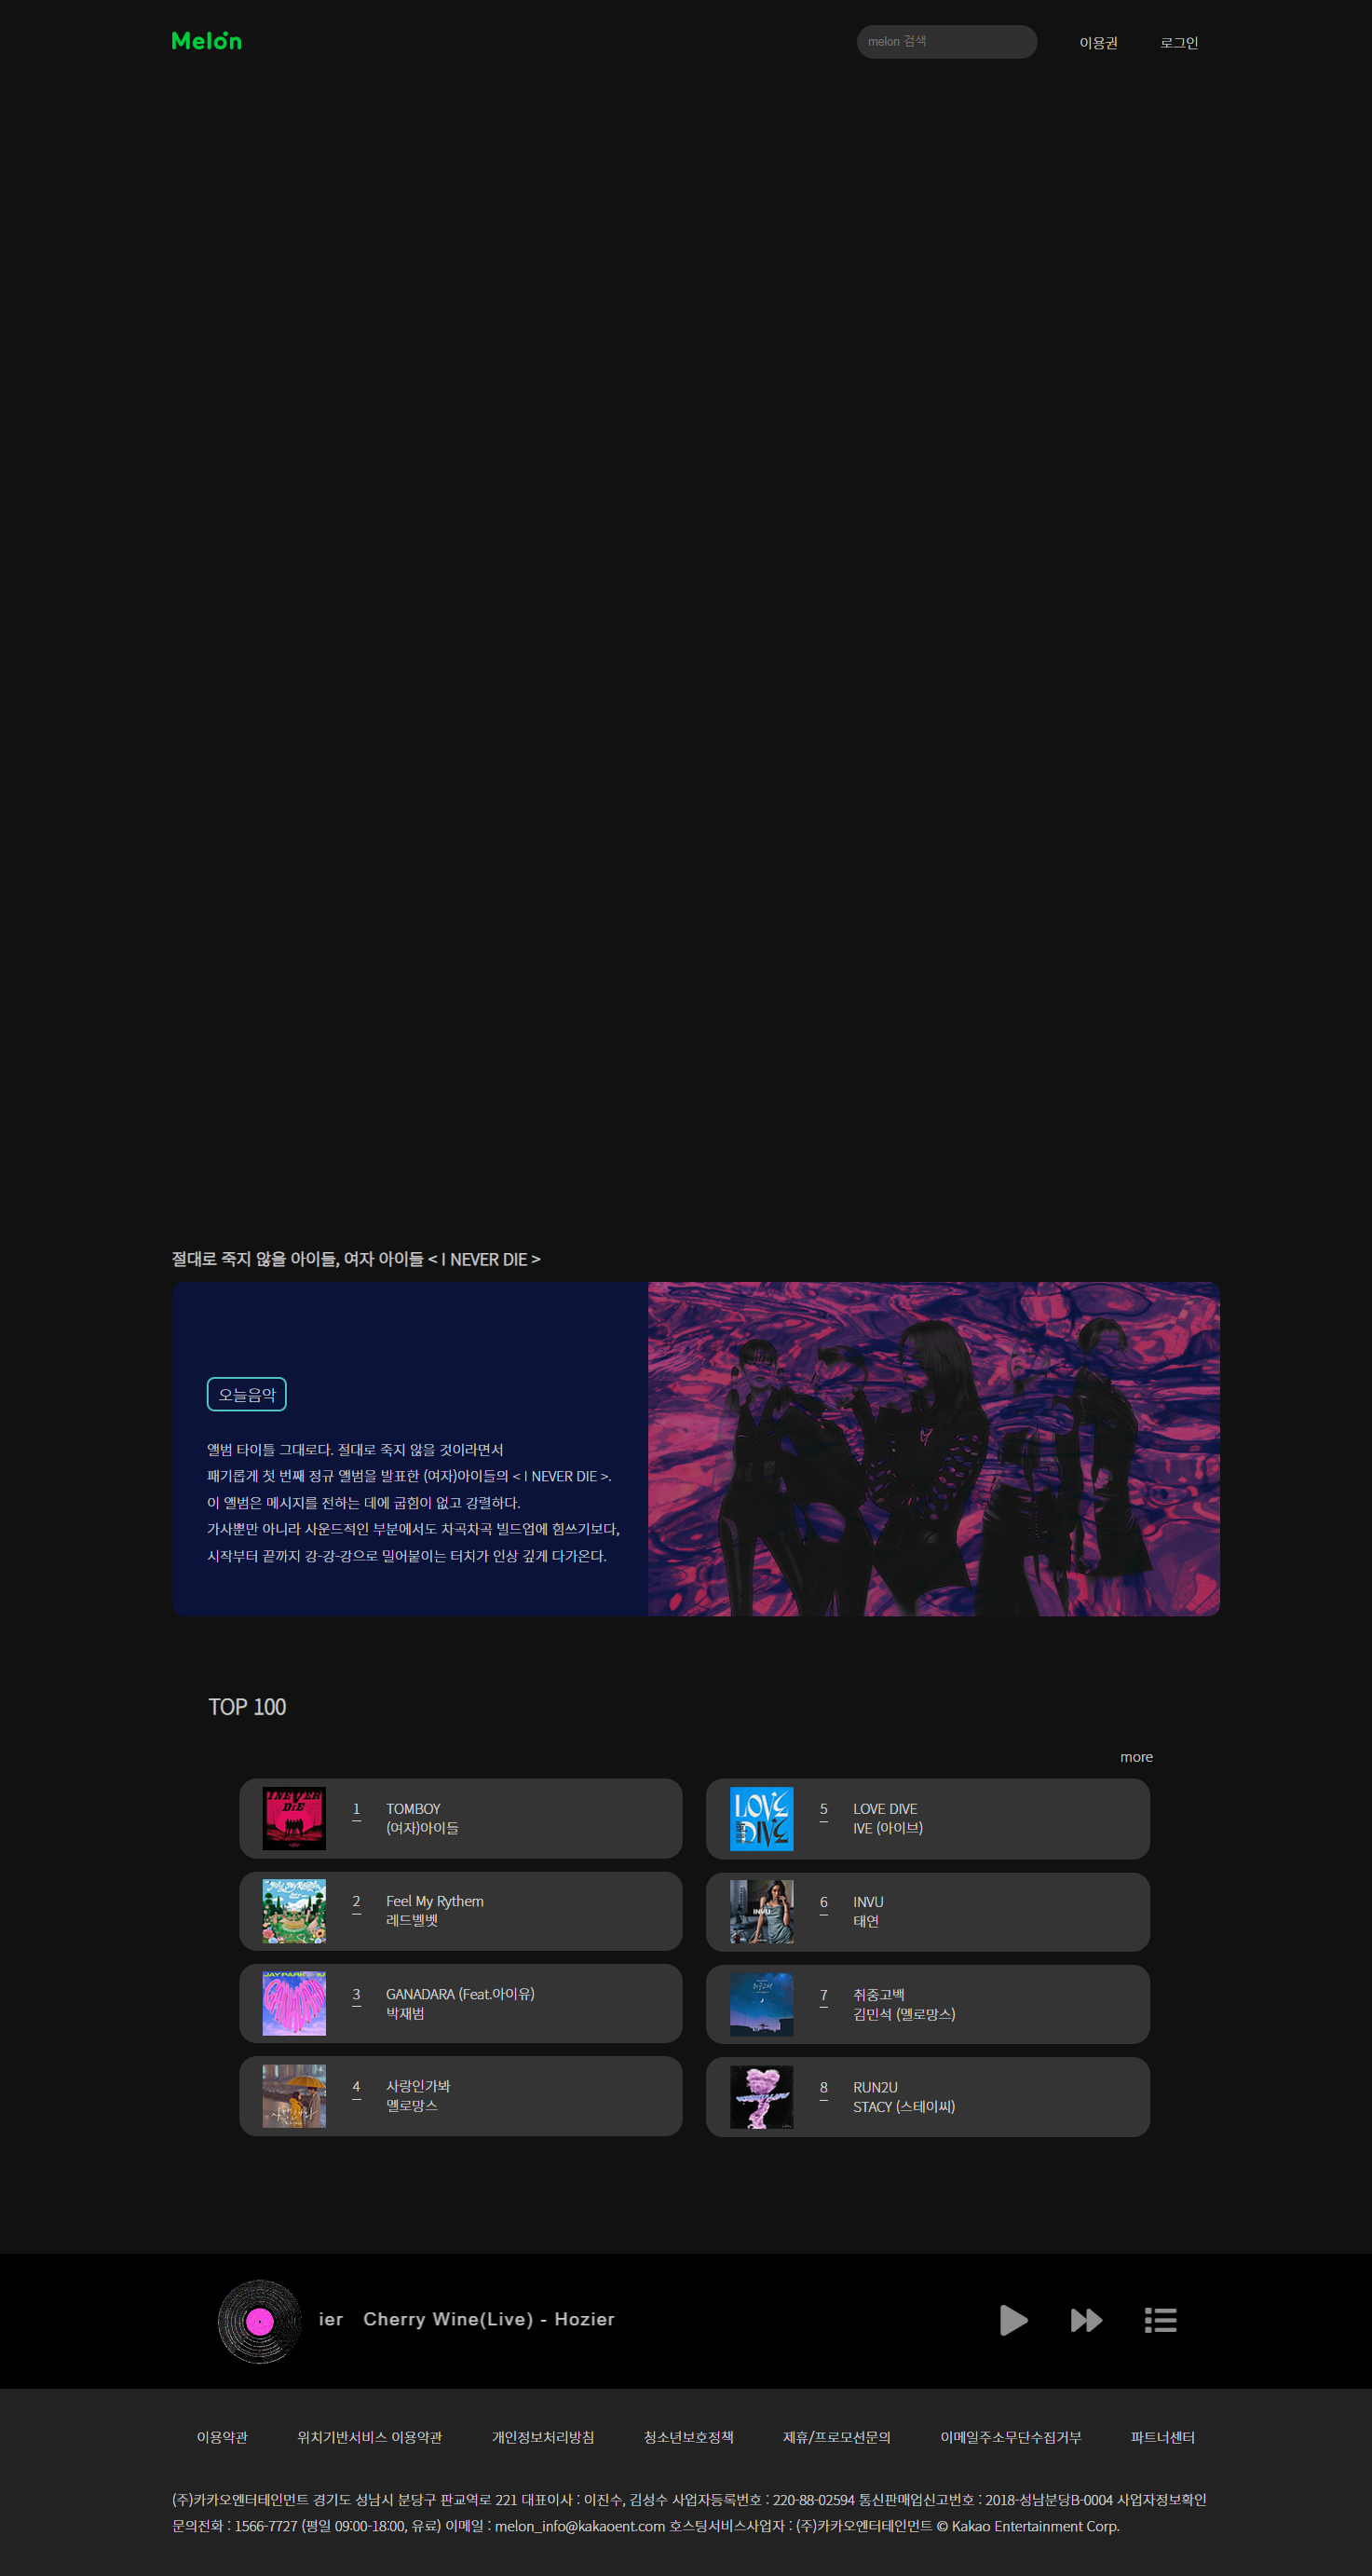 Melon
melon 검색
이용권
로그인
절대로 죽지 않을 아이들, 여자 아이들 < I NEVER DIE >
오늘음악
앨범 타이틀 그대로다. 절대로 죽지 않을 것이라면서
패기롭게 첫 번째 정규 앨범을 발표한 (여자)아이들의 < I NEVER DIE >.
이 앨범은 메시지를 전하는 데에 굽힘이 없고 강렬하다.
가사뿐만 아니라 사운드적인 부분에서도 차곡차곡 빌드업에 힘쓰기보다,
시작부터 끝까지 강-강-강으로 밀어붙이는 터치가 인상 깊게 다가온다.
TOP 100
more
I NEVER DIE
1
TOMBOY
(여자)아이들
2
Feel My Rythem
레드벨벳
JAY PARK
3
GANADARA (Feat.아이유)
박재범
4
사랑인가봐
멜로망스
LOVE DIVE
5
LOVE DIVE
IVE (아이브)
INVU
6
INVU
태연
7
취중고백
김민석 (멜로망스)
8
RUN2U
STACY (스테이씨)
ier Cherry Wine(Live) - Hozier
이용약관
위치기반서비스 이용약관
개인정보처리방침
청소년보호정책
제휴/프로모션문의
이메일주소무단수집거부
파트너센터
(주)카카오엔터테인먼트 경기도 성남시 분당구 판교역로 221 대표이사 : 이진수, 김성수 사업자등록번호 : 220-88-02594 통신판매업신고번호 : 2018-성남분당B-0004 사업자정보확인
문의전화 : 1566-7727 (평일 09:00-18:00, 유료) 이메일 : melon_info@kakaoent.com 호스팅서비스사업자 : (주)카카오엔터테인먼트 © Kakao Entertainment Corp.